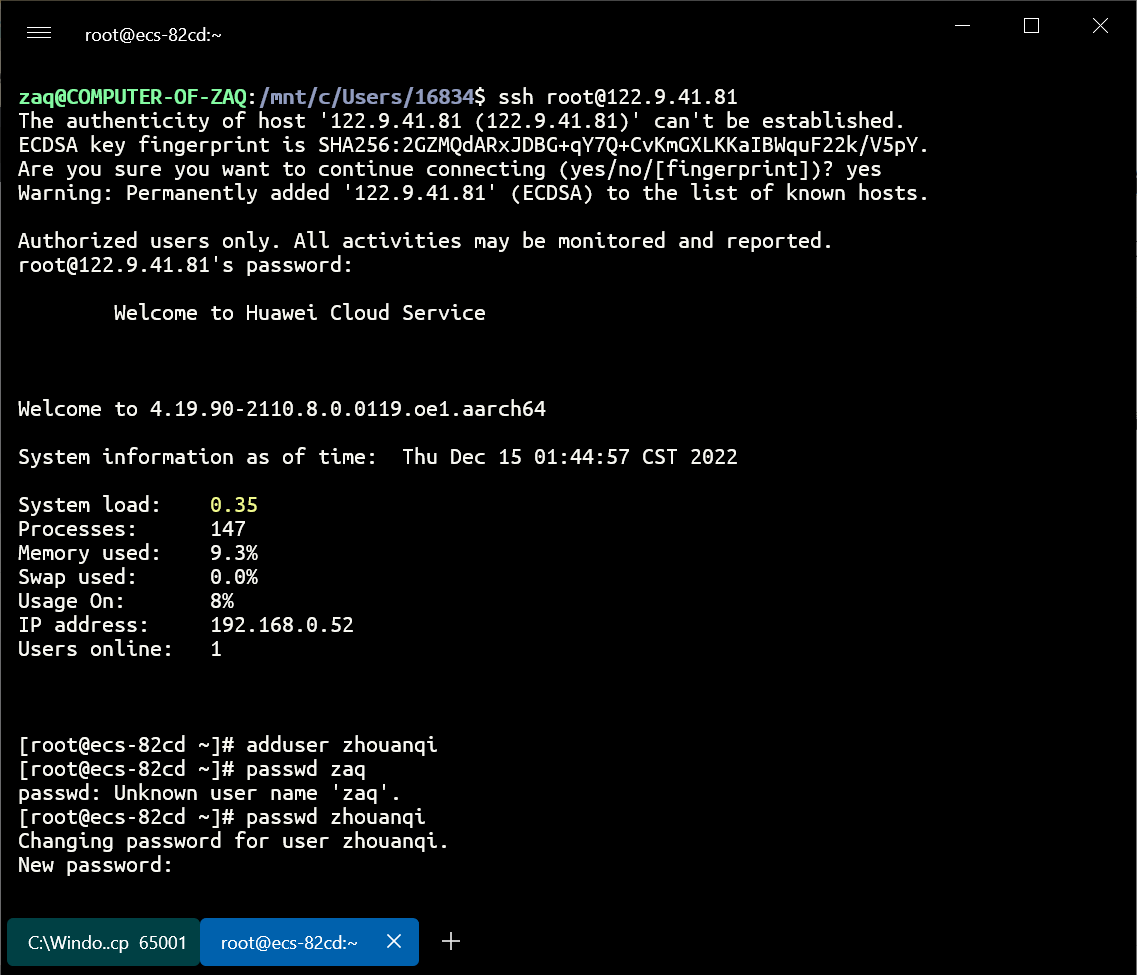 root@ecs-82cd:~
zaq@COMPUTER-OF-ZAQ:/mnt/c/Users/16834$ ssh root@122.9.41.81
The authenticity of host '122.9.41.81 (122.9.41.81)' can't be established.
ECDSA key fingerprint is SHA256:2GZMQdARxJDBG+qY7Q+CvKmGXLKKaIBWquF22k/V5pY.
Are you sure you want to continue connecting (yes/no/[fingerprint])? yes
Warning: Permanently added '122.9.41.81' (ECDSA) to the list of known hosts.
Authorized users only. All activities may be monitored and reported.
root@122.9.41.81's password:
Welcome to Huawei Cloud Service
Welcome to 4.19.90-2110.8.0.0119.oe1.aarch64
System information as of time:  Thu Dec 15 01:44:57 CST 2022
System load:    0.35
Processes:      147
Memory used:    9.3%
Swap used:      0.0%
Usage On:       8%
IP address:     192.168.0.52
Users online:   1
[root@ecs-82cd ~]# adduser zhouanqi
[root@ecs-82cd ~]# passwd zaq
passwd: Unknown user name 'zaq'.
[root@ecs-82cd ~]# passwd zhouanqi
Changing password for user zhouanqi.
New password:
C:\Windo..cp 65001 root@ecs-82cd:~